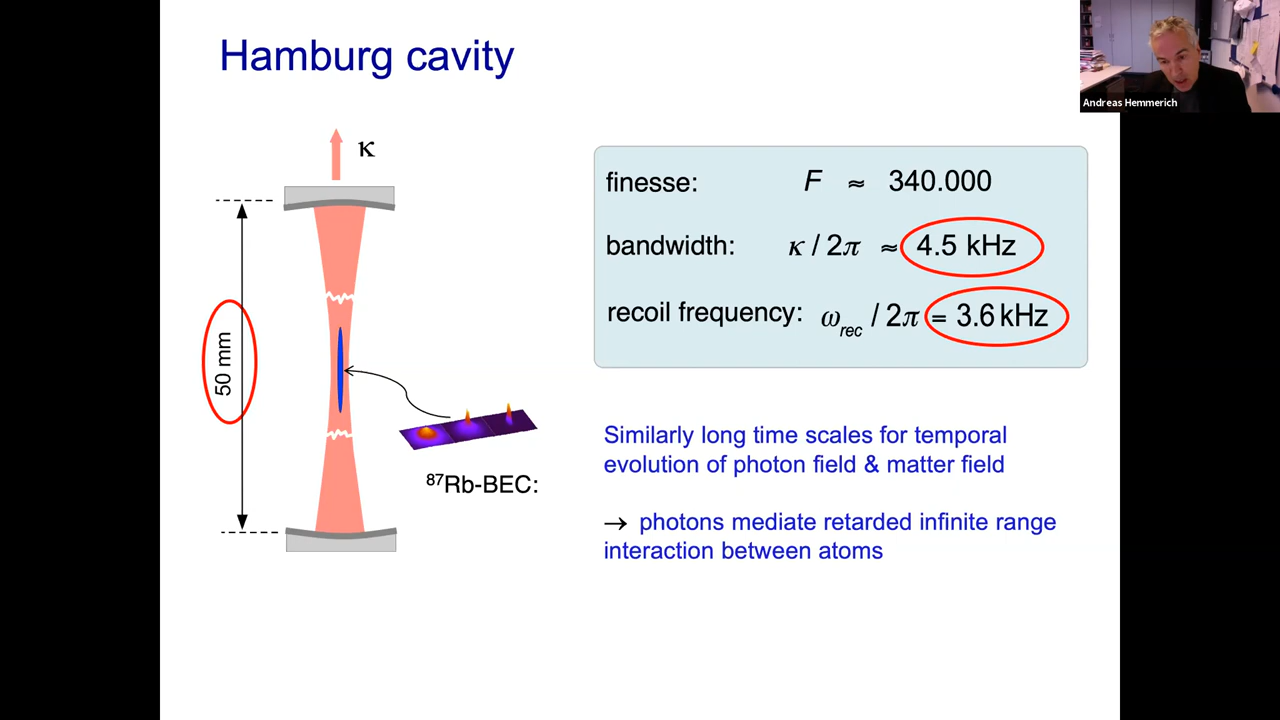 Hamburg cavity
Andreas Hemmerich
κ
50 mm
⁸⁷Rb-BEC:
finesse: F ≈ 340.000
bandwidth: κ / 2π ≈ 4.5 kHz
recoil frequency: ω_rec / 2π = 3.6 kHz
Similarly long time scales for temporal
evolution of photon field & matter field
→ photons mediate retarded infinite range
interaction between atoms